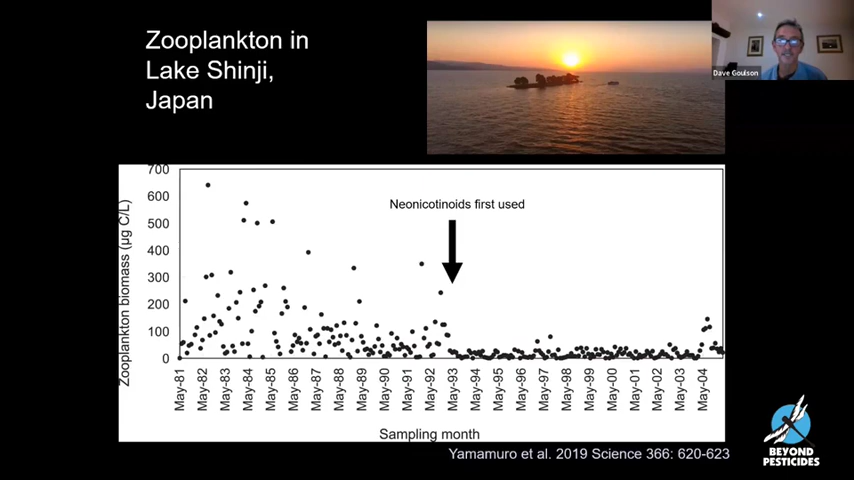 Zooplankton in
Lake Shinji,
Japan
Dave Goulson
Zooplankton biomass (µg C/L)
700
600
500
400
300
200
100
0
Neonicotinoids first used
May-81
May-82
May-83
May-84
May-85
May-86
May-87
May-88
May-89
May-90
May-91
May-92
May-93
May-94
May-95
May-96
May-97
May-98
May-99
May-00
May-01
May-02
May-03
May-04
Sampling month
Yamamuro et al. 2019 Science 366: 620-623
BEYOND
PESTICIDES